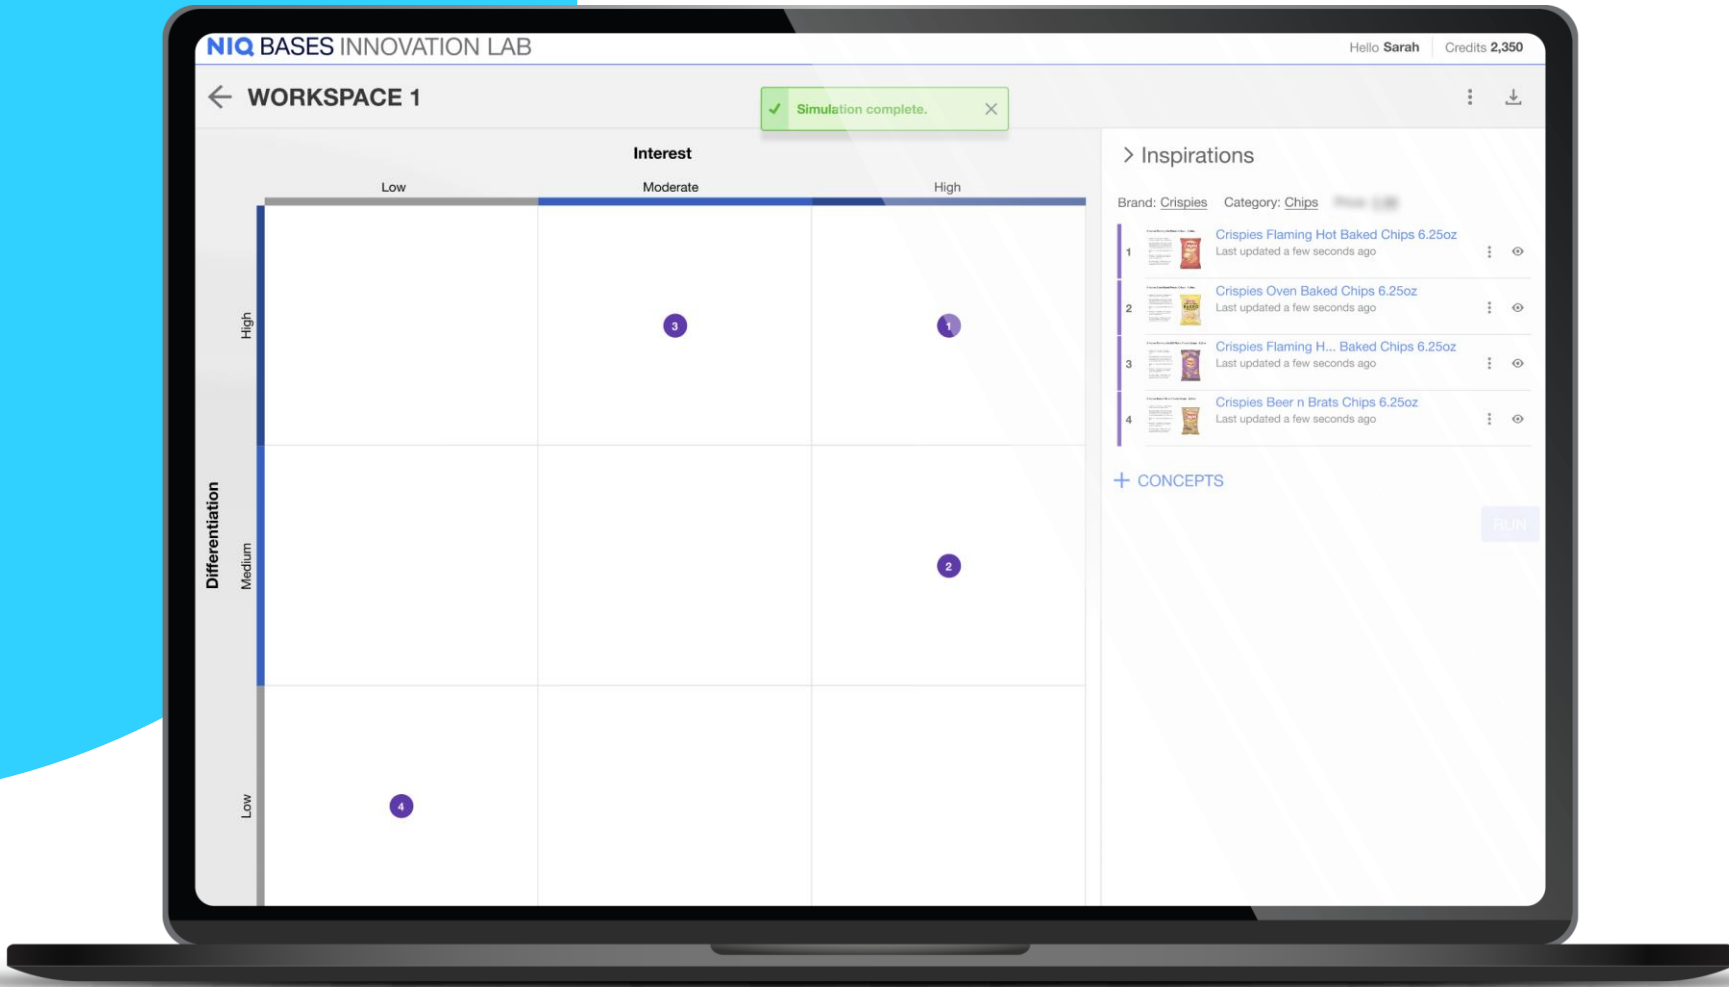 NIQ BASES INNOVATION LAB
Hello Sarah
Credits 2,350
WORKSPACE 1
Simulation complete.
Interest
Low
Moderate
High
Differentiation
High
Medium
Low
3
1
2
4
Inspirations
Brand: Crispies Category: Chips
1
Crispies Flaming Hot Baked Chips 6.25oz
Last updated a few seconds ago
2
Crispies Oven Baked Chips 6.25oz
Last updated a few seconds ago
3
Crispies Flaming H... Baked Chips 6.25oz
Last updated a few seconds ago
4
Crispies Beer n Brats Chips 6.25oz
Last updated a few seconds ago
+ CONCEPTS
RUN